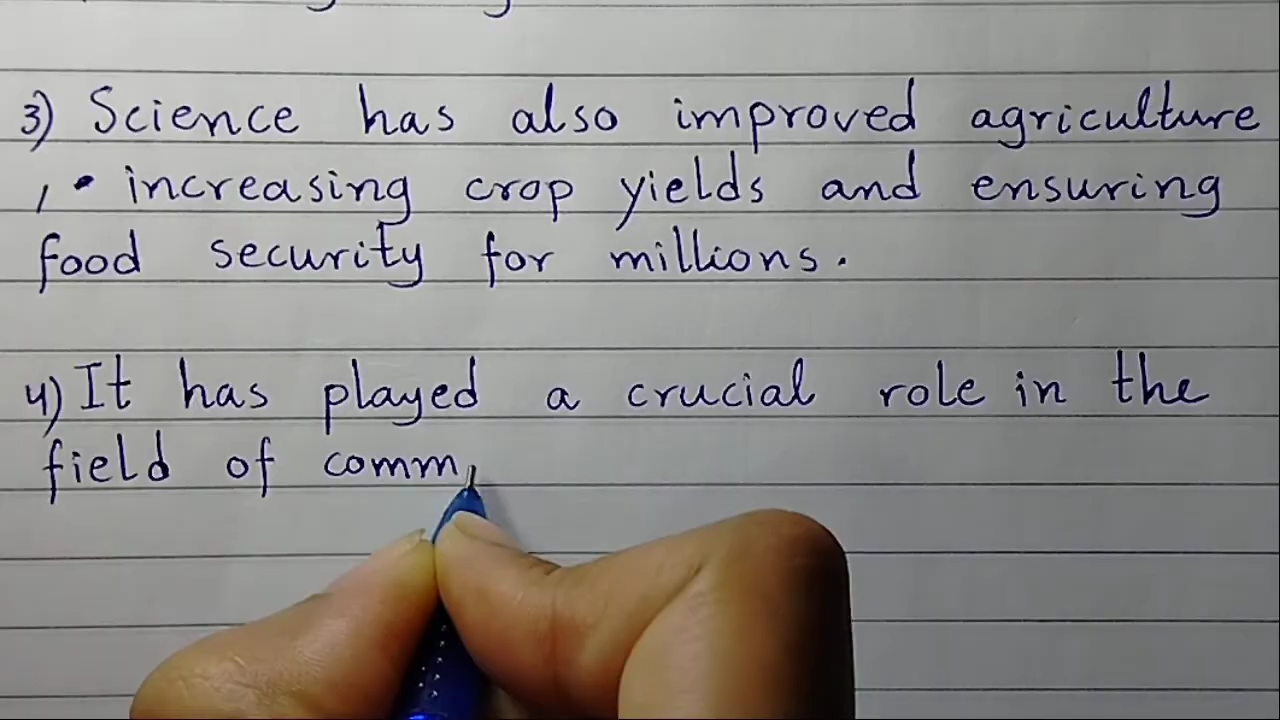 3) Science has also improved agriculture
, • increasing crop yields and ensuring
food security for millions.
4) It has played a crucial role in the
field of comm